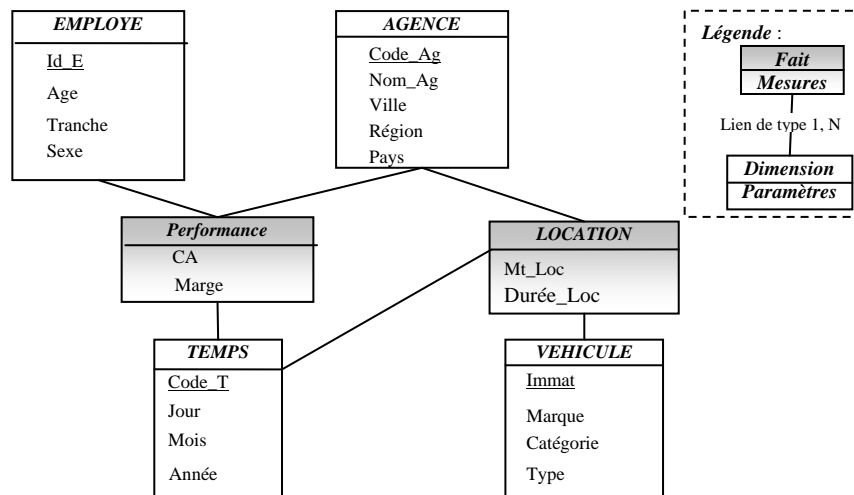 EMPLOYE
Id_E
Age
Tranche
Sexe
AGENCE
Code_Ag
Nom_Ag
Ville
Région
Pays
Légende :
Fait
Mesures
Lien de type 1, N
Dimension
Paramètres
Performance
CA
Marge
LOCATION
Mt_Loc
Durée_Loc
TEMPS
Code_T
Jour
Mois
Année
VEHICULE
Immat
Marque
Catégorie
Type